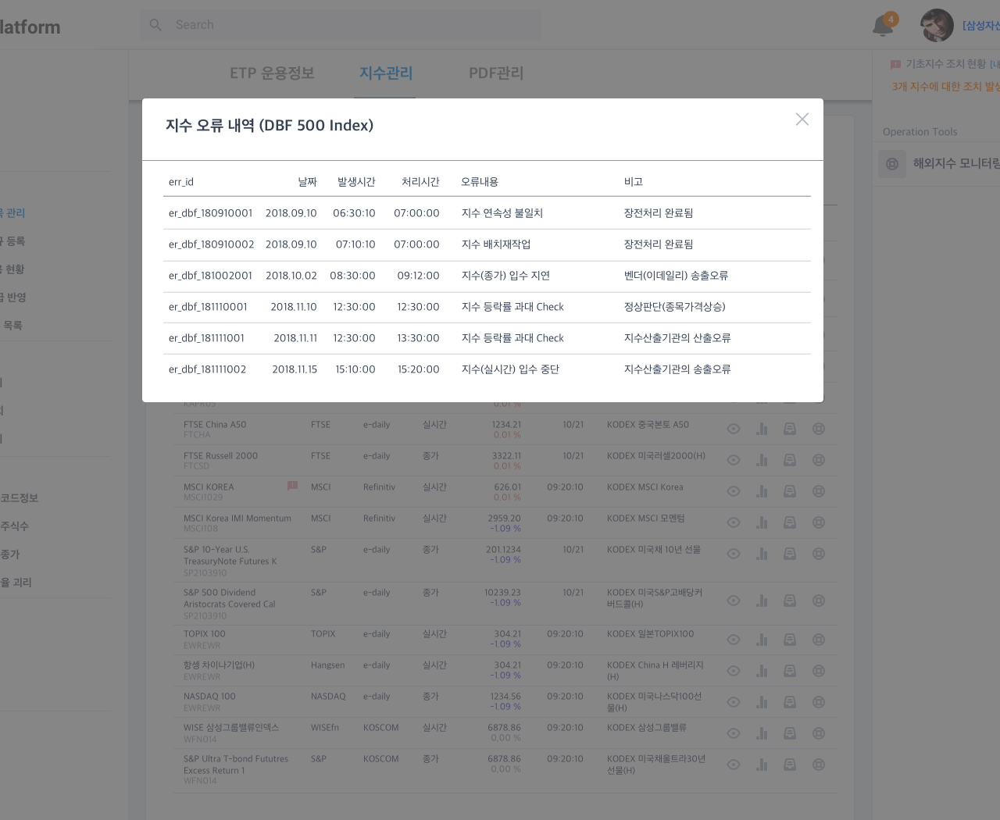 latform
Search
4
[삼성자산
ETP 운용정보
지수관리
PDF관리
기초지수 조치 현황 [내
3개 지수에 대한 조치 발생
Operation Tools
해외지수 모니터링
관리
등록
현황
반영
목록
코드정보
주식수
종가
율 괴리
지수 오류 내역 (DBF 500 Index)
err_id 날짜 발생시간 처리시간 오류내용 비고
er_dbf_180910001 2018.09.10 06:30:10 07:00:00 지수 연속성 불일치 장전처리 완료됨
er_dbf_180910002 2018.09.10 07:10:10 07:00:00 지수 배치재작업 장전처리 완료됨
er_dbf_181002001 2018.10.02 08:30:00 09:12:00 지수(종가) 입수 지연 벤더(이데일리) 송출오류
er_dbf_181110001 2018.11.10 12:30:00 12:30:00 지수 등락률 과대 Check 정상판단(종목가격상승)
er_dbf_181111001 2018.11.11 12:30:00 13:30:00 지수 등락률 과대 Check 지수산출기관의 산출오류
er_dbf_181111002 2018.11.15 15:10:00 15:20:00 지수(실시간) 입수 중단 지수산출기관의 송출오류
KAPR05 0.01 %
FTSE China A50 FTSE e-daily 실시간 1234.21 10/21 KODEX 중국본토 A50
FTCHA 0.01 %
FTSE Russell 2000 FTSE e-daily 종가 3322.11 10/21 KODEX 미국러셀2000(H)
FTCSD 0.01 %
MSCI KOREA MSCI Refinitiv 실시간 626.01 09:20:10 KODEX MSCI Korea
MSCI1029 0.01 %
MSCI Korea IMI Momentum MSCI Refinitiv 실시간 2959.20 09:20:10 KODEX MSCI 모멘텀
MSCI108 -1.09 %
S&P 10-Year U.S. S&P e-daily 종가 201.1234 10/21 KODEX 미국채 10년 선물
TreasuryNote Futures K -1.09 %
SP2103910
S&P 500 Dividend S&P e-daily 종가 10239.23 10/21 KODEX 미국S&P고배당커
Aristocrats Covered Cal -1.09 % 버드콜(H)
SP2103910
TOPIX 100 TOPIX e-daily 실시간 304.21 09:20:10 KODEX 일본TOPIX100
EWREWR -1.09 %
항셍 차이나기업(H) Hangsen e-daily 실시간 304.21 09:20:10 KODEX China H 레버리지
EWREWR -1.09 % (H)
NASDAQ 100 NASDAQ e-daily 종가 1234.56 09:20:10 KODEX 미국나스닥100선
EWREWR -1.09 % 물(H)
WISE 삼성그룹밸류인덱스 WISEfn KOSCOM 실시간 6878.86 09:20:10 KODEX 삼성그룹밸류
WFN014 0,00 %
S&P Ultra T-bond Fututres S&P KOSCOM 종가 6878.86 09:20:10 KODEX 미국채울트라30년
Excess Return 1 0,00 % 선물(H)
WFN014